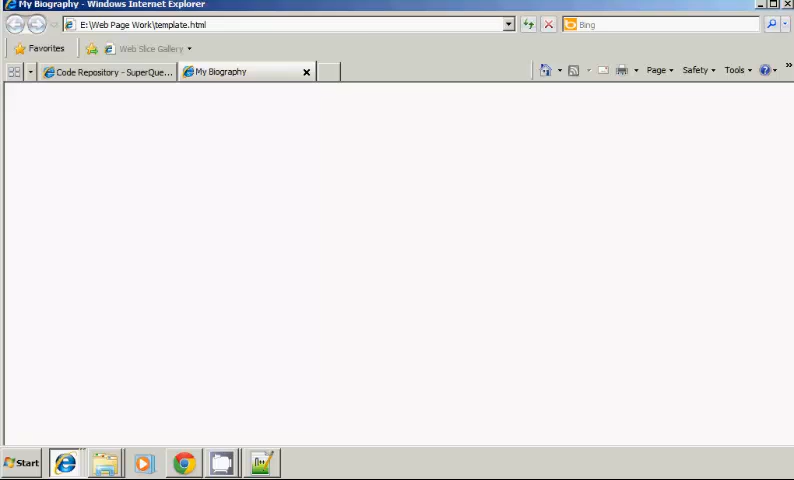 My Biography - Windows Internet Explorer
E:\Web Page Work\template.html
Bing
Favorites
Web Slice Gallery
Code Repository - SuperQue...
My Biography
Page
Safety
Tools
»
Start